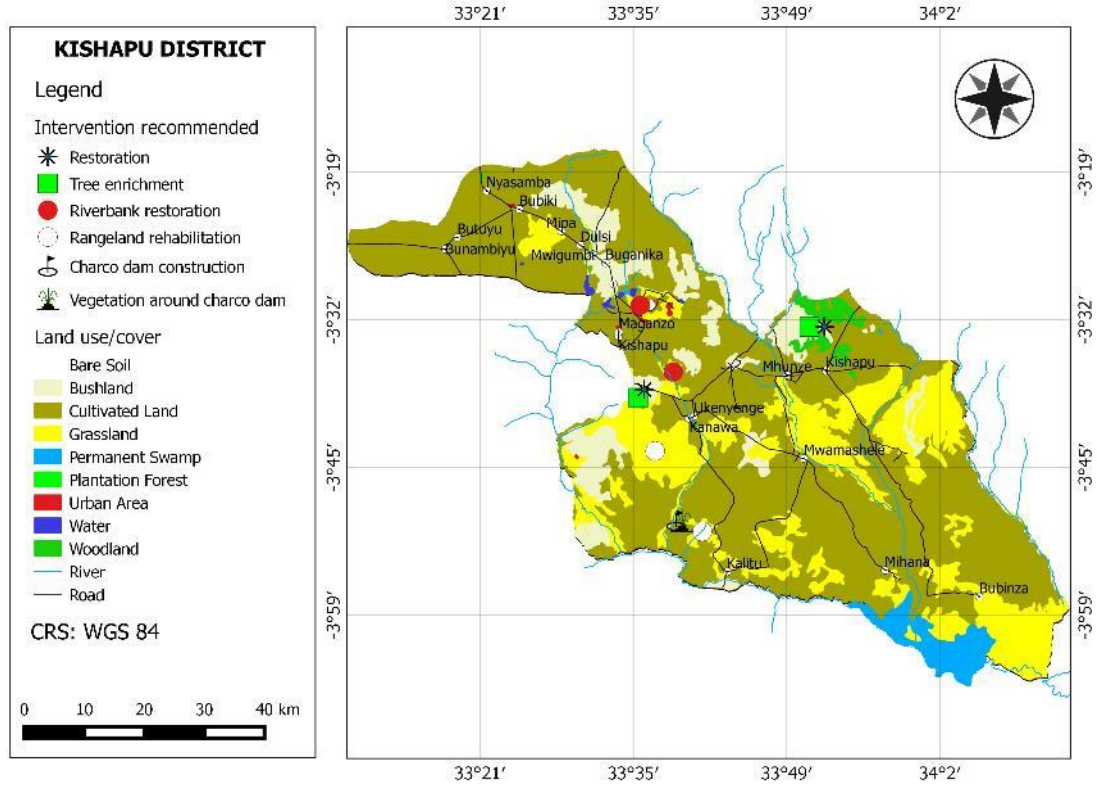 KISHAPU DISTRICT
Legend
Intervention recommended
Restoration
Tree enrichment
Riverbank restoration
Rangeland rehabilitation
Charco dam construction
Vegetation around charco dam
Land use/cover
Bare Soil
Bushland
Cultivated Land
Grassland
Permanent Swamp
Plantation Forest
Urban Area
Water
Woodland
River
Road
CRS: WGS 84
0 10 20 30 40 km
33°21′ 33°35′ 33°49′ 34°2′
-3°19′ -3°19′
Nyasamba
Bubiki
Mipa
Butuyu
Dulsi
Bunambiyu
Mwigumbi
Buganika
-3°32′ -3°32′
Maganzo
Kishapu
Mhunze
Kishapu
Ukenyenge
Kanawa
Mwamashele
-3°45′ -3°45′
Kalitu
Mihana
Bubinza
-3°59′ -3°59′
33°21′ 33°35′ 33°49′ 34°2′